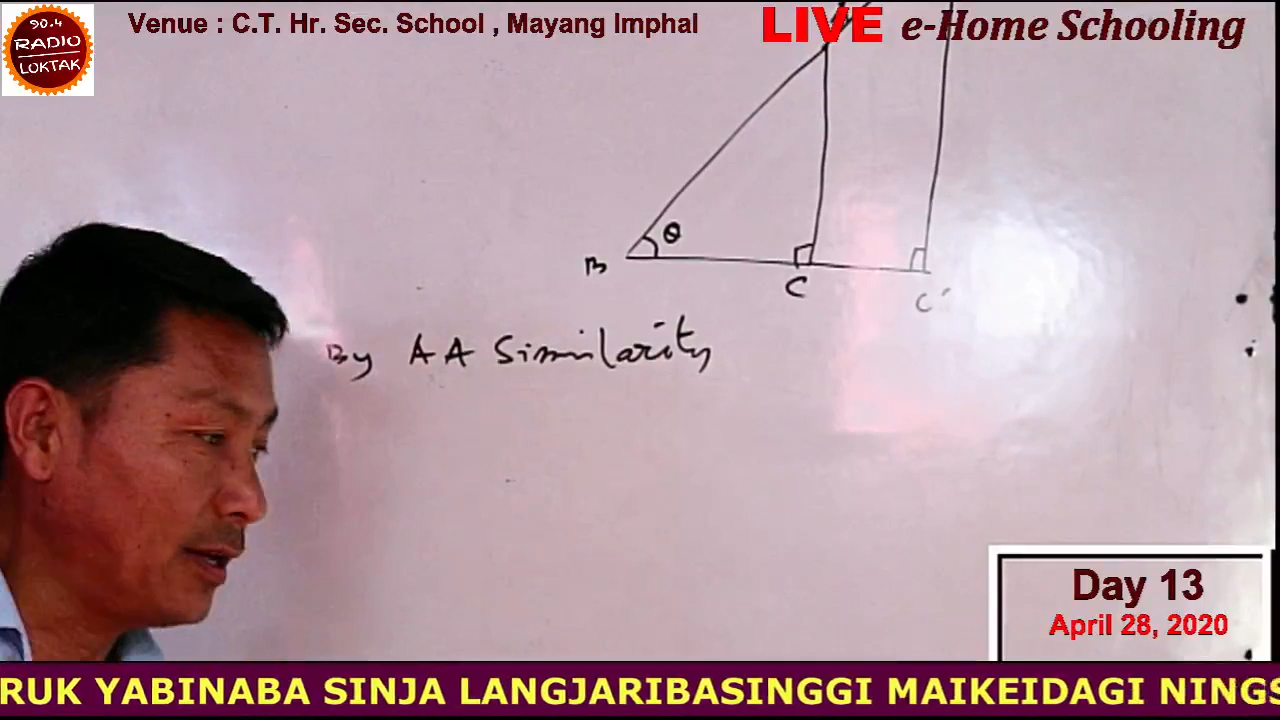 90.4
RADIO
LOKTAK
Venue : C.T. Hr. Sec. School , Mayang Imphal
LIVE e-Home Schooling
θ
B
C
C'
By AA Similarity
Day 13
April 28, 2020
RUK YABINABA SINJA LANGJARIBASINGGI MAIKEIDAGI NINGS